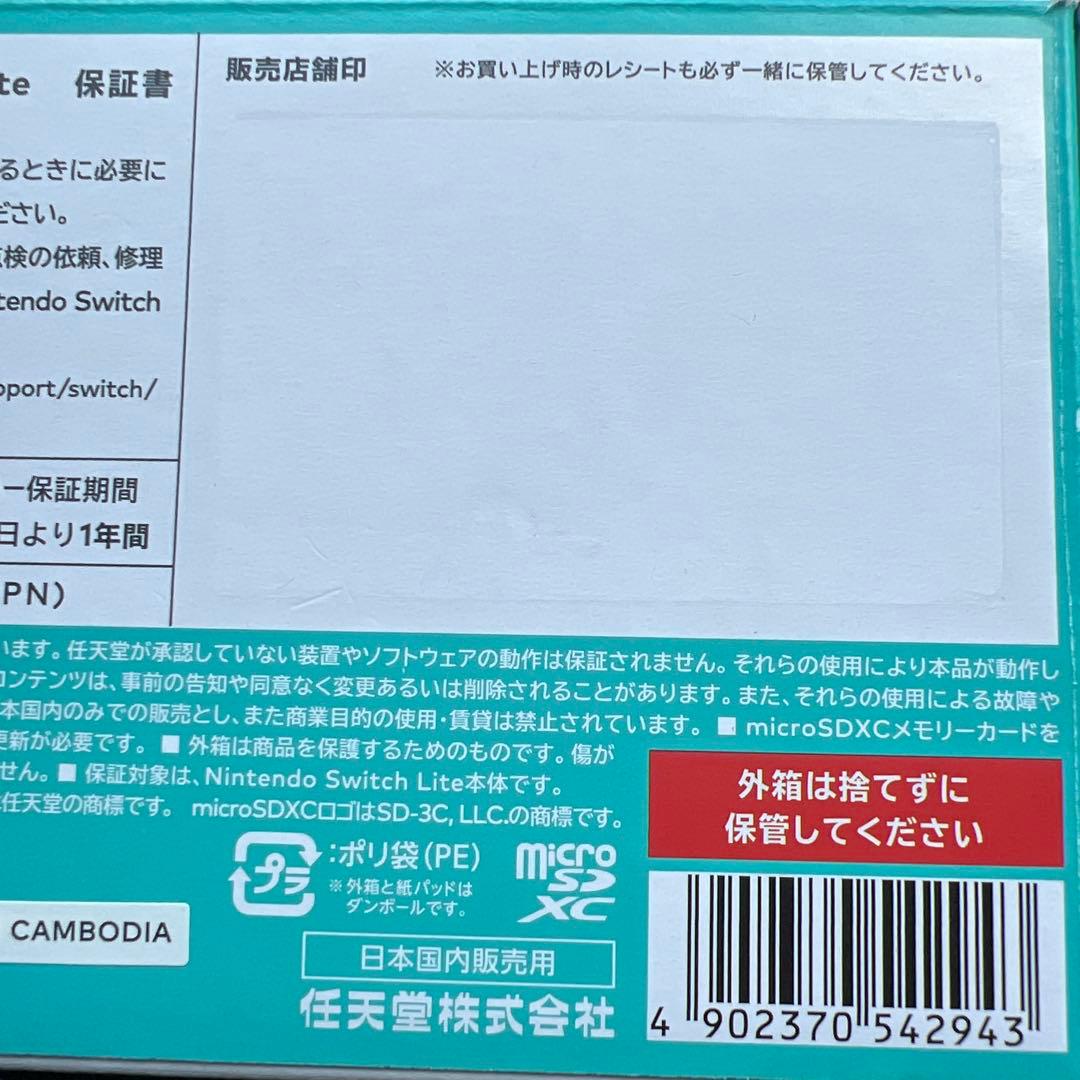 te 保証書
るときに必要に
ださい。
点検の依頼、修理
tendo Switch
pport/switch/
ー保証期間
日より1年間
PN)
販売店舗印 ※お買い上げ時のレシートも必ず一緒に保管してください。
います。任天堂が承認していない装置やソフトウェアの動作は保証されません。それらの使用により本品が動作し
コンテンツは、事前の告知や同意なく変更あるいは削除されることがあります。また、それらの使用による故障や
本国内のみでの販売とし、また商業目的の使用・賃貸は禁止されています。■ microSDXCメモリーカードを
更新が必要です。■ 外箱は商品を保護するためのものです。傷が
せん。■ 保証対象は、Nintendo Switch Lite本体です。
任天堂の商標です。 microSDXCロゴはSD-3C, LLC.の商標です。
外箱は捨てずに
保管してください
プラ :ポリ袋(PE)
※外箱と紙パッドは
ダンボールです。
micro
SD
XC
CAMBODIA
日本国内販売用
任天堂株式会社
4 902370 542943